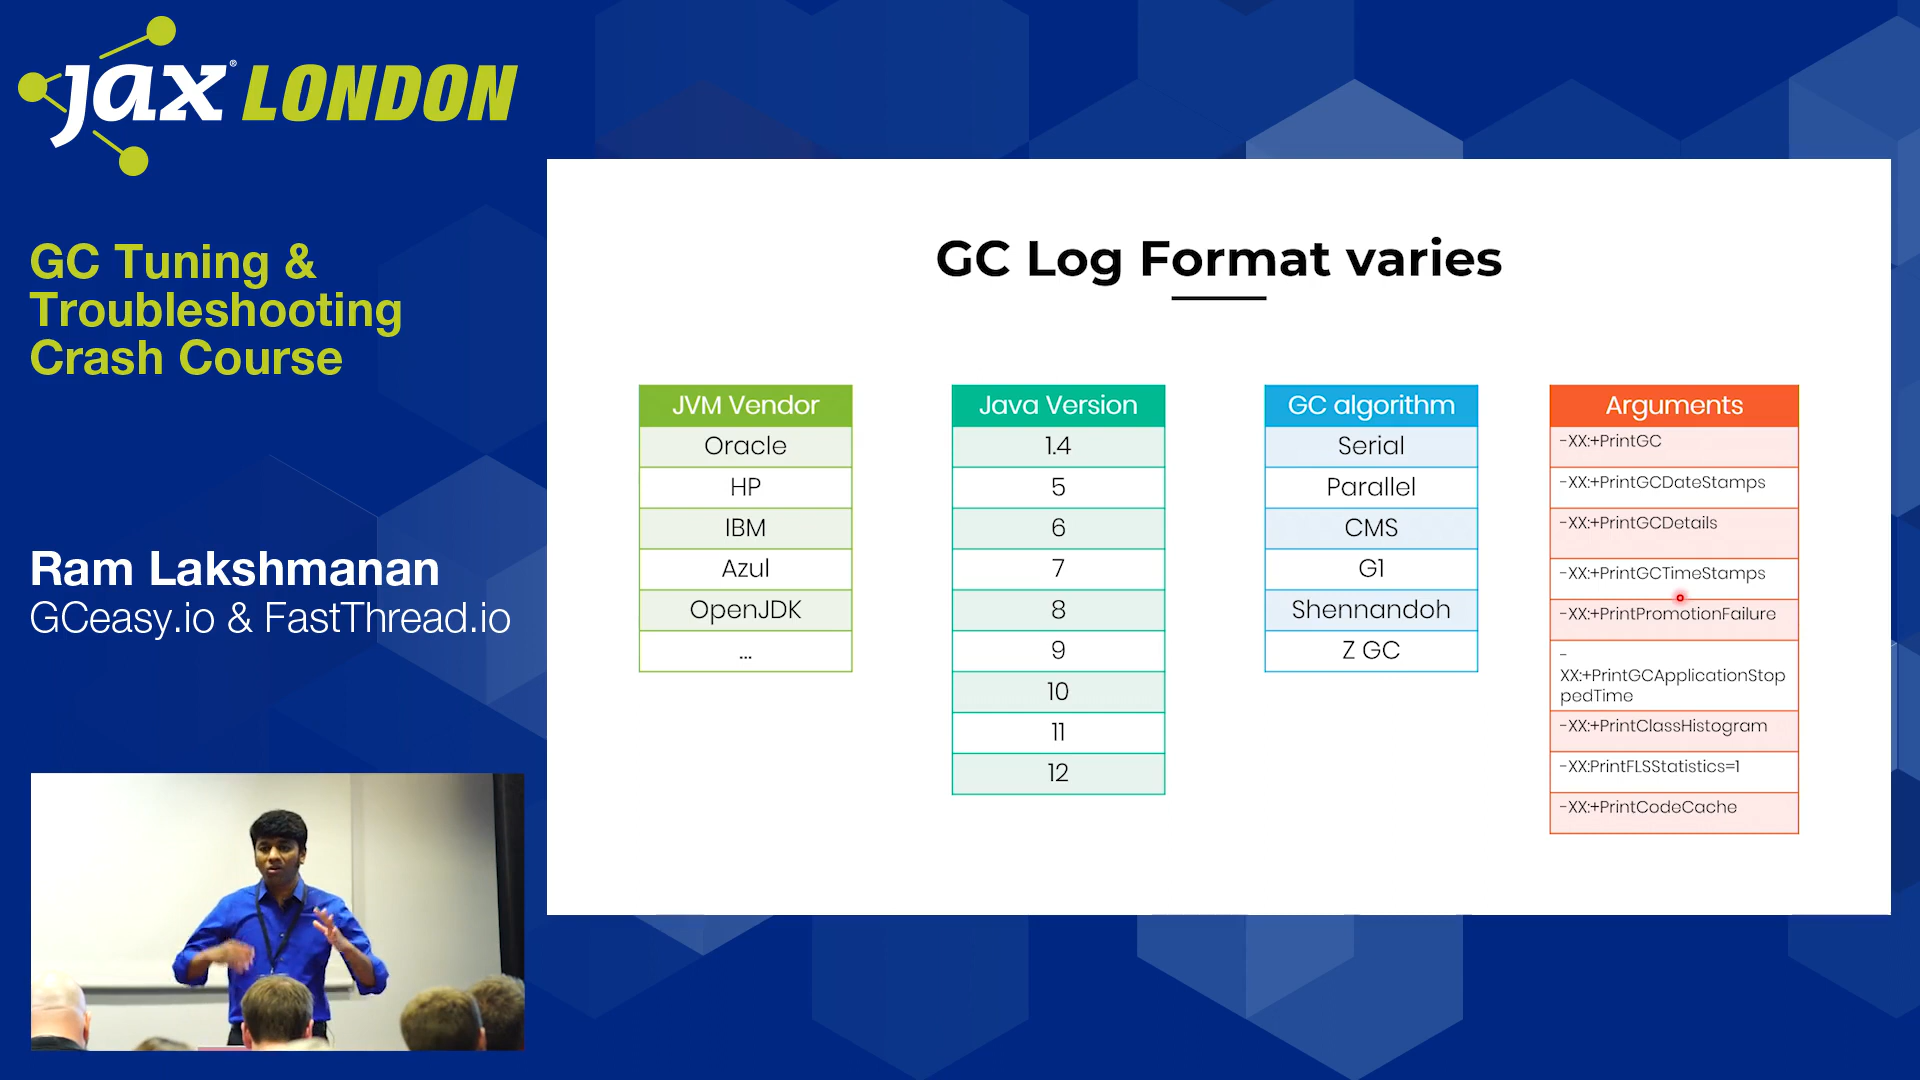 jax® LONDON
GC Tuning &
Troubleshooting
Crash Course
Ram Lakshmanan
GCeasy.io & FastThread.io
GC Log Format varies
JVM Vendor
Oracle
HP
IBM
Azul
OpenJDK
...
Java Version
1.4
5
6
7
8
9
10
11
12
GC algorithm
Serial
Parallel
CMS
G1
Shennandoh
Z GC
Arguments
-XX:+PrintGC
-XX:+PrintGCDateStamps
-XX:+PrintGCDetails
-XX:+PrintGCTimeStamps
-XX:+PrintPromotionFailure
-
XX:+PrintGCApplicationStop
pedTime
-XX:+PrintClassHistogram
-XX:PrintFLSStatistics=1
-XX:+PrintCodeCache